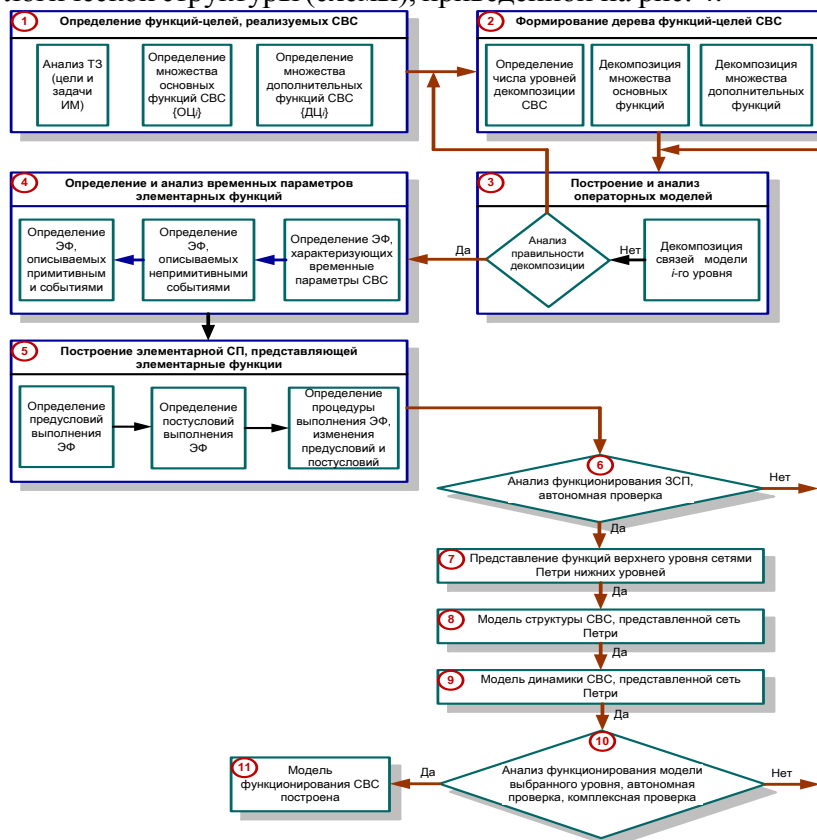 логической структуры (схемы), приведенной на рис. 4.
1
Определение функций-целей, реализуемых СВС
Анализ ТЗ
(цели и
задачи
ИМ)
Определение
множества
основных
функций СВС
{ОЦi}
Определение
множества
дополнительных
функций СВС
{ДЦi}
2
Формирование дерева функций-целей СВС
Определение
числа уровней
декомпозиции
СВС
Декомпозиция
множества
основных
функций
Декомпозиция
множества
дополнительных
функций
4
Определение и анализ временных параметров
элементарных функций
Определение
ЭФ,
описываемых
примитивным
и событиями
Определение
ЭФ,
описываемых
непримитивными
событиями
Определение ЭФ,
характеризующих
временные
параметры СВС
Да
3
Построение и анализ
операторных моделей
Анализ
правильности
декомпозиции
Нет
Декомпозиция
связей модели
i-го уровня
5
Построение элементарной СП, представляющей
элементарные функции
Определение
предусловий
выполнения
ЭФ
Определение
постусловий
выполнения
ЭФ
Определение
процедуры
выполнения ЭФ,
изменения
предусловий и
постусловий
6
Анализ функционирования ЗСП,
автономная проверка
Нет
Да
7
Представление функций верхнего уровня сетями
Петри нижних уровней
Да
8
Модель структуры СВС, представленной сеть
Петри
Да
9
Модель динамики СВС, представленной сеть
Петри
Да
10
Анализ функционирования модели
выбранного уровня, автономная
проверка, комплексная проверка
Нет
Да
11
Модель
функционирования СВС
построена